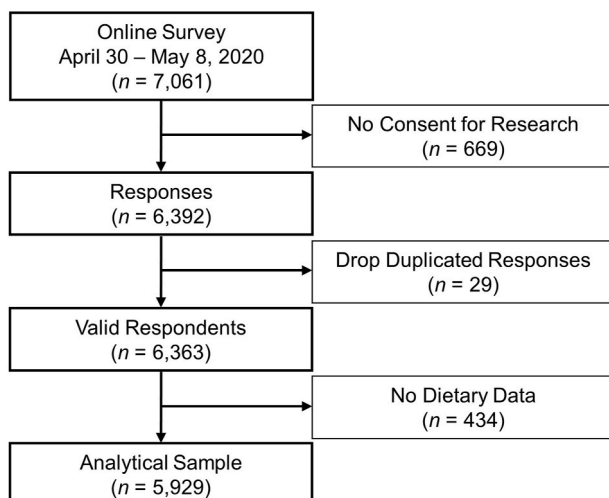 Online Survey
April 30 – May 8, 2020
(n = 7,061)
No Consent for Research
(n = 669)
Responses
(n = 6,392)
Drop Duplicated Responses
(n = 29)
Valid Respondents
(n = 6,363)
No Dietary Data
(n = 434)
Analytical Sample
(n = 5,929)